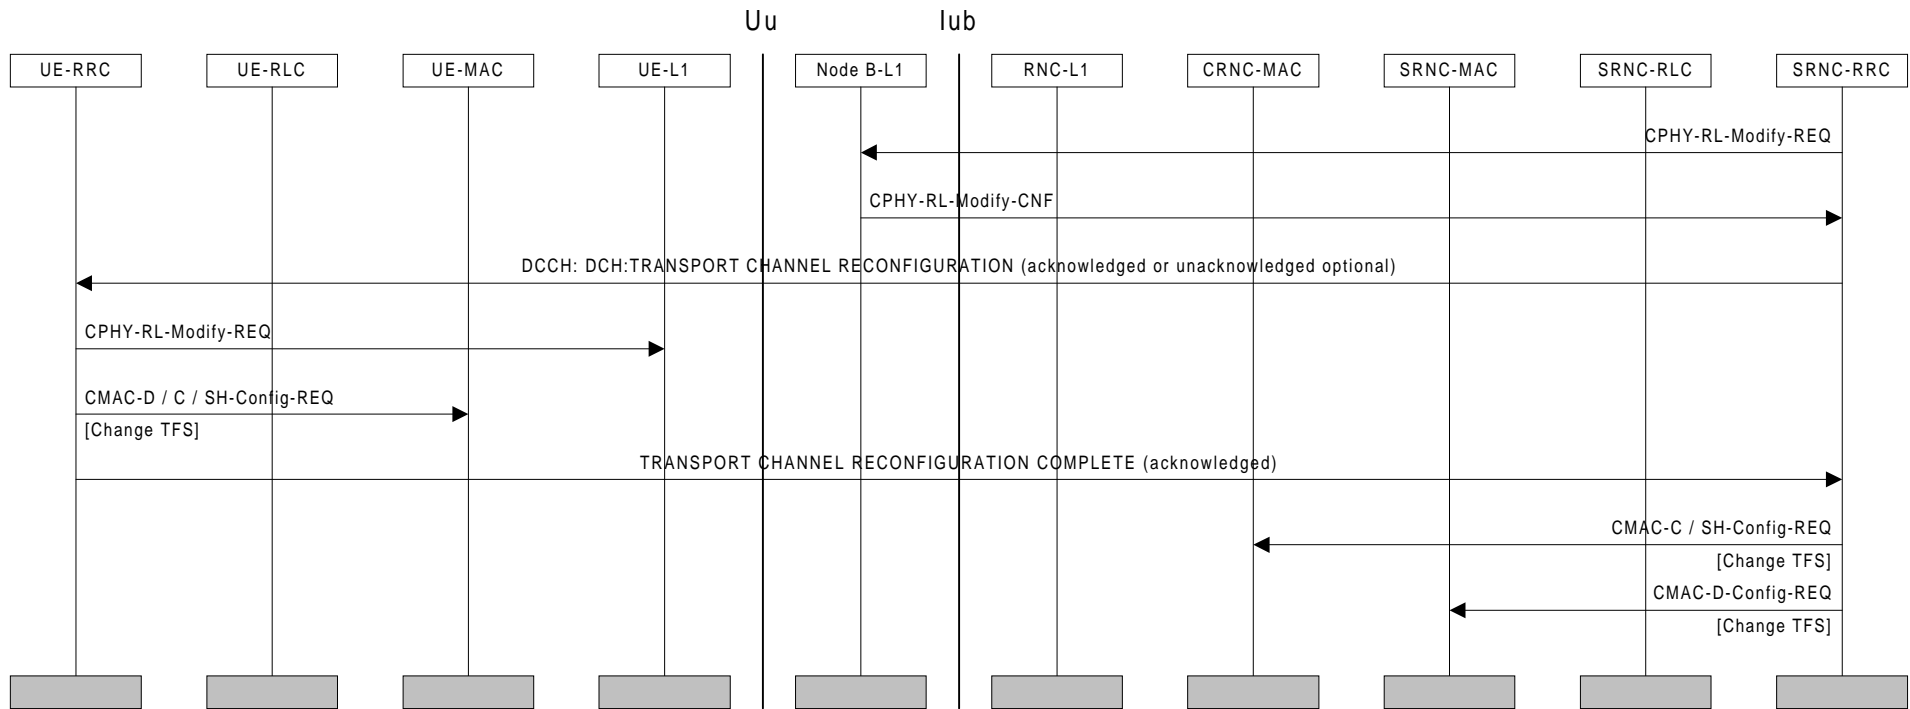 Uu Iub
UE-RRC UE-RLC UE-MAC UE-L1 Node B-L1 RNC-L1 CRNC-MAC SRNC-MAC SRNC-RLC SRNC-RRC
CPHY-RL-Modify-REQ
CPHY-RL-Modify-CNF
DCCH: DCH:TRANSPORT CHANNEL RECONFIGURATION (acknowledged or unacknowledged optional)
CPHY-RL-Modify-REQ
CMAC-D / C / SH-Config-REQ
[Change TFS]
TRANSPORT CHANNEL RECONFIGURATION COMPLETE (acknowledged)
CMAC-C / SH-Config-REQ
[Change TFS]
CMAC-D-Config-REQ
[Change TFS]